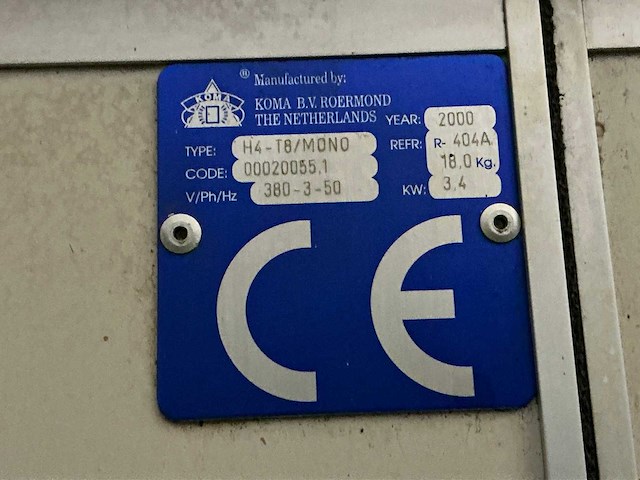 KOMA
® Manufactured by:
KOMA B.V. ROERMOND
THE NETHERLANDS
YEAR: 2000
TYPE: H4-T8/MONO
REFR: R- 404A
CODE: 00020055.1
18.0 Kg.
V/Ph/Hz 380-3-50
KW: 3,4
CE